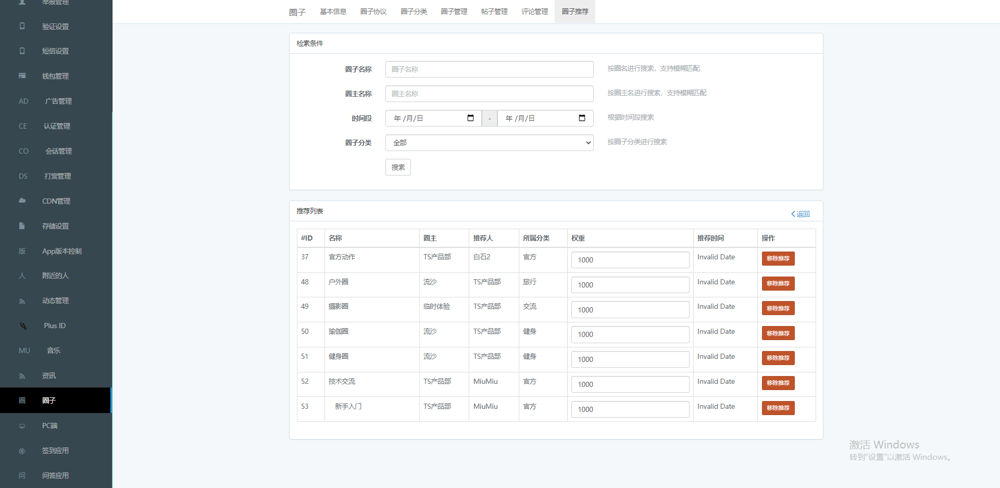 举报管理
验证设置
短信设置
钱包管理
AD 广告管理
CE 认证管理
CO 会话管理
DS 打赏管理
CDN管理
存储设置
版 App版本控制
人 附近的人
动态管理
Plus ID
MU 音乐
资讯
圈 圈子
PC端
签到应用
问 问答应用
圈子 基本信息 圈子协议 圈子分类 圈子管理 帖子管理 评论管理 圈子推荐
检索条件
圈子名称 圈子名称 按圈名进行搜索，支持模糊匹配
圈主名称 圈主名称 按圈主名进行搜索，支持模糊匹配
时间段 年 /月/日 - 年 /月/日 根据时间段搜索
圈子分类 全部 按圈子分类进行搜索
搜索
推荐列表 返回
#ID 名称 圈主 推荐人 所属分类 权重 推荐时间 操作
37 官方动作 TS产品部 白石2 官方 1000 Invalid Date 移除推荐
48 户外圈 流沙 TS产品部 旅行 1000 Invalid Date 移除推荐
49 摄影圈 临时体验 TS产品部 交流 1000 Invalid Date 移除推荐
50 瑜伽圈 流沙 TS产品部 健身 1000 Invalid Date 移除推荐
51 健身圈 流沙 TS产品部 健身 1000 Invalid Date 移除推荐
52 技术交流 TS产品部 MiuMiu 官方 1000 Invalid Date 移除推荐
53 新手入门 TS产品部 MiuMiu 官方 1000 Invalid Date 移除推荐
激活 Windows
转到"设置"以激活 Windows。